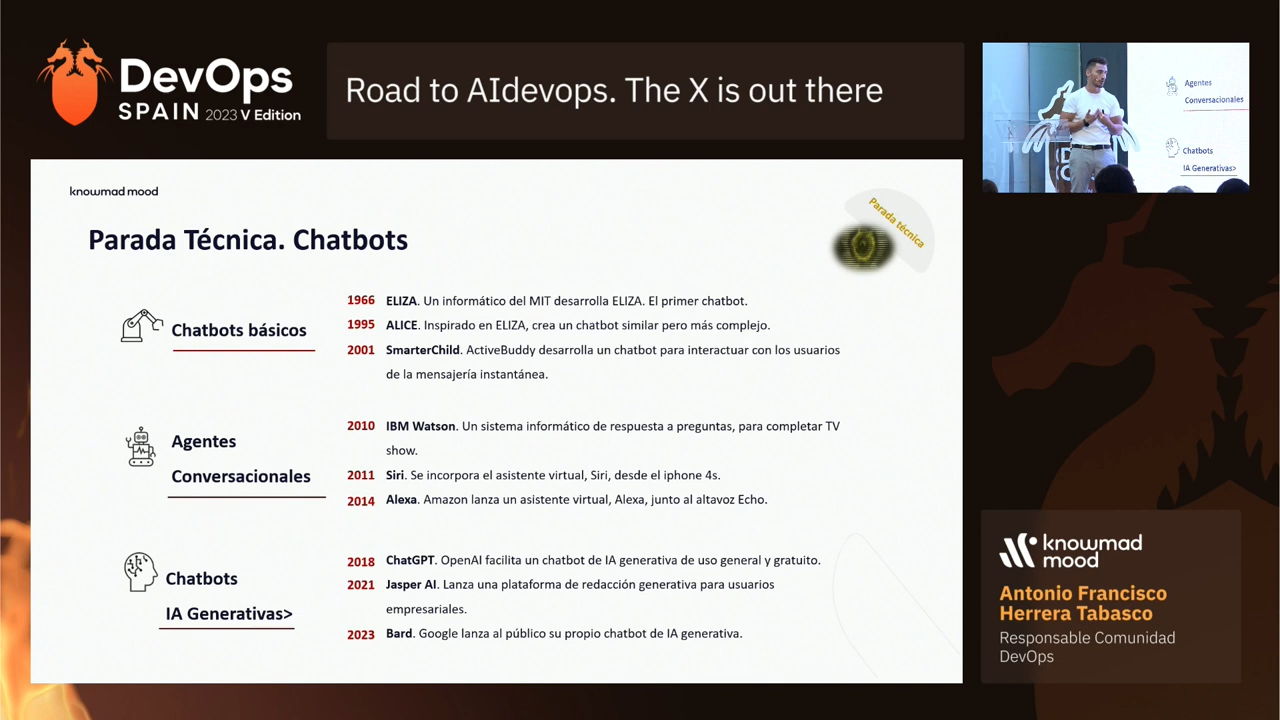 DevOps
SPAIN 2023 V Edition
Road to AIdevops. The X is out there
Agentes
Conversacionales
Chatbots
IA Generativas>
knowmad mood
Parada técnica
Parada Técnica. Chatbots
Chatbots básicos
1966 ELIZA. Un informático del MIT desarrolla ELIZA. El primer chatbot.
1995 ALICE. Inspirado en ELIZA, crea un chatbot similar pero más complejo.
2001 SmarterChild. ActiveBuddy desarrolla un chatbot para interactuar con los usuarios
de la mensajería instantánea.
Agentes
Conversacionales
2010 IBM Watson. Un sistema informático de respuesta a preguntas, para completar TV
show.
2011 Siri. Se incorpora el asistente virtual, Siri, desde el iphone 4s.
2014 Alexa. Amazon lanza un asistente virtual, Alexa, junto al altavoz Echo.
Chatbots
IA Generativas>
2018 ChatGPT. OpenAI facilita un chatbot de IA generativa de uso general y gratuito.
2021 Jasper AI. Lanza una plataforma de redacción generativa para usuarios
empresariales.
2023 Bard. Google lanza al público su propio chatbot de IA generativa.
knowmad
mood
Antonio Francisco
Herrera Tabasco
Responsable Comunidad
DevOps